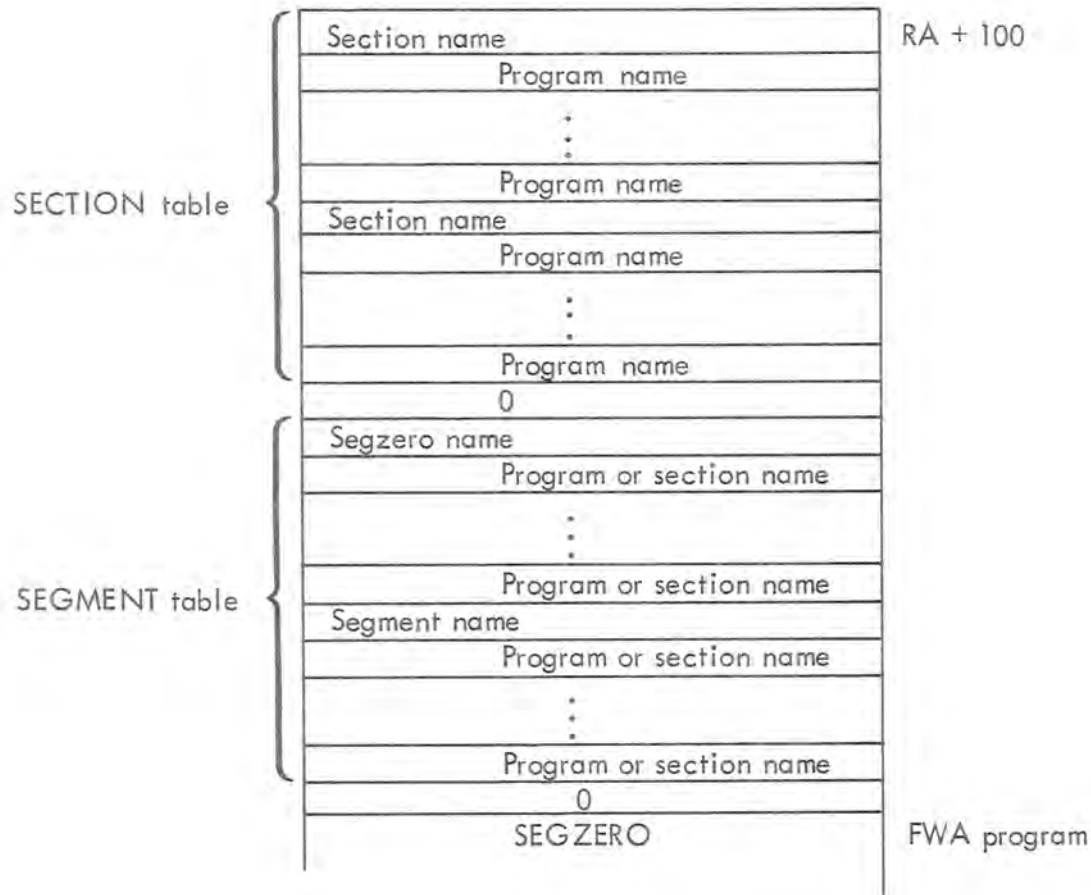 Section name RA + 100
Program name
Program name
SECTION table
Section name
Program name
Program name
0
Segzero name
Program or section name
Program or section name
SEGMENT table
Segment name
Program or section name
Program or section name
0
SEGZERO FWA program